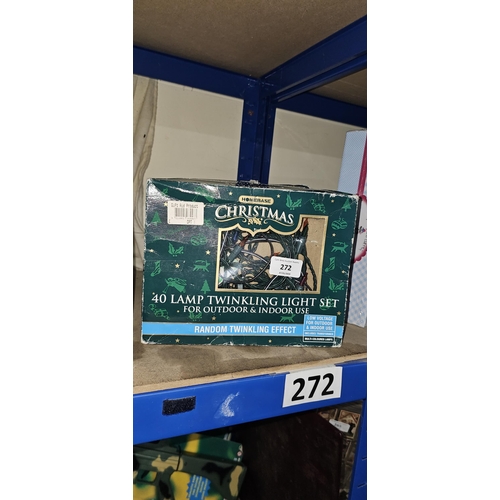 HOMEBASE
CHRISTMAS
272
40 LAMP TWINKLING LIGHT SET
FOR OUTDOOR & INDOOR USE
RANDOM TWINKLING EFFECT
LOW VOLTAGE
FOR OUTDOOR
& INDOOR USE
272